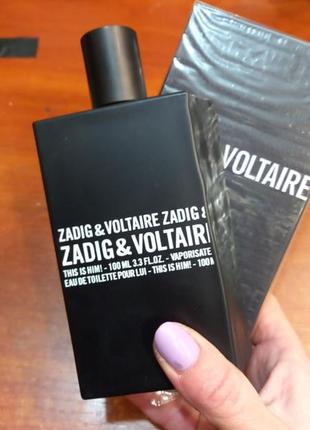 ZADIG & VOLTAIRE ZADIG &
ZADIG & VOLTAIRE
THIS IS HIM! - 100 ML 3.3 FL.OZ. - VAPORISATE
EAU DE TOILETTE POUR LUI - THIS IS HIM! - 100 M
VOLTAIRE